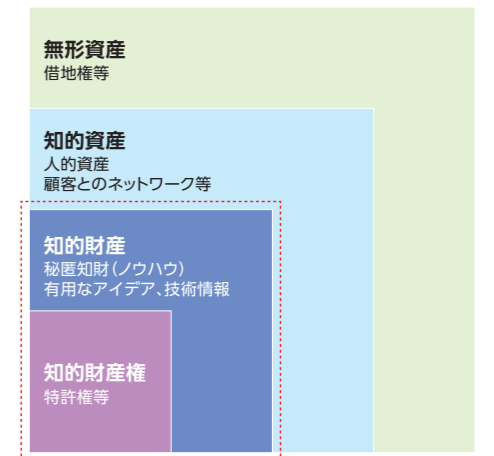 無形資産
借地権等
知的資産
人的資産
顧客とのネットワーク等
知的財産
秘匿知財(ノウハウ)
有用なアイデア、技術情報
知的財産権
特許権等